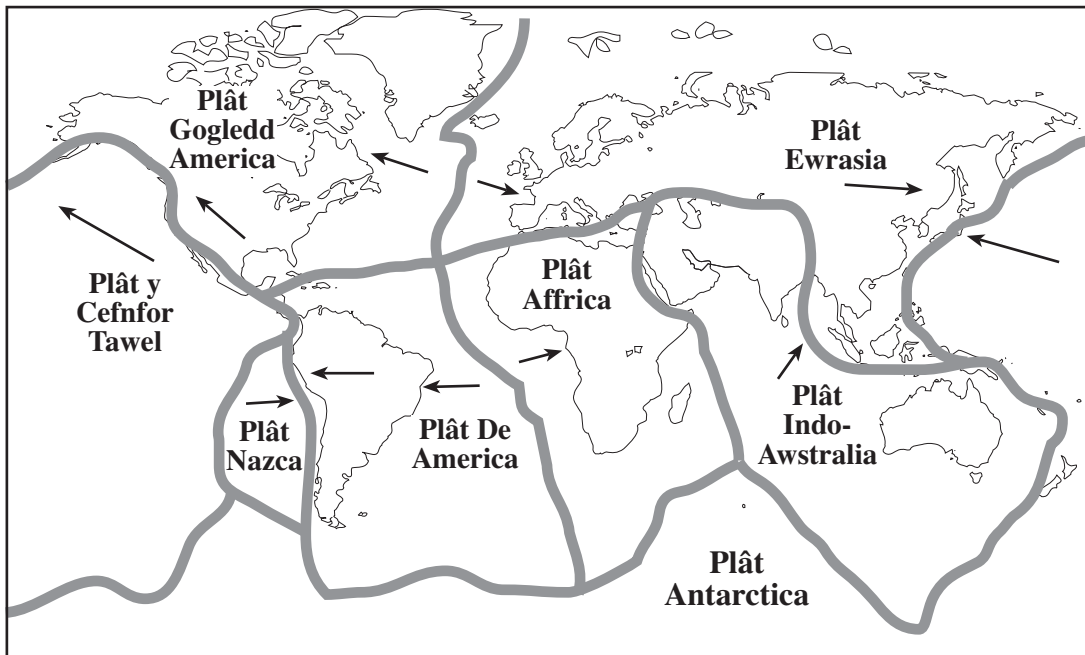 Plât
Gogledd
America
Plât
Ewrasia
Plât y
Cefnfor
Tawel
Plât
Affrica
Plât
Nazca
Plât De
America
Plât
Indo-
Awstralia
Plât
Antarctica